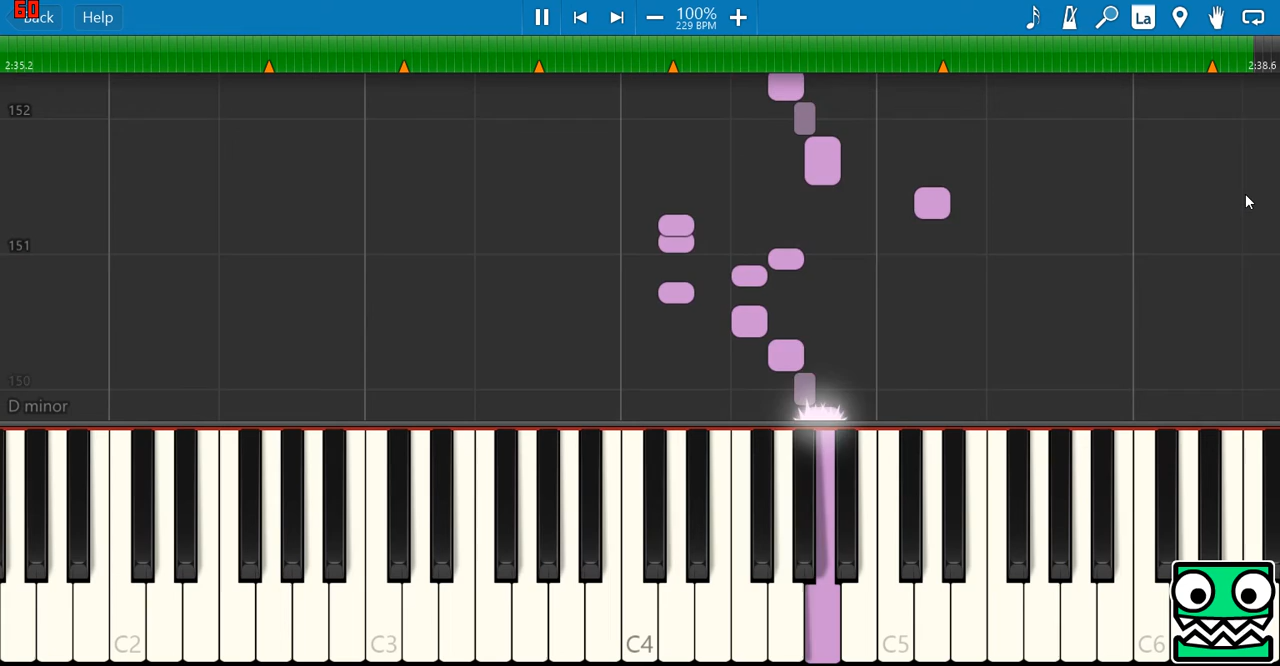 60
Back
Help
100%
229 BPM
La
2:35.2
2:38.6
152
151
150
D minor
C2
C3
C4
C5
C6